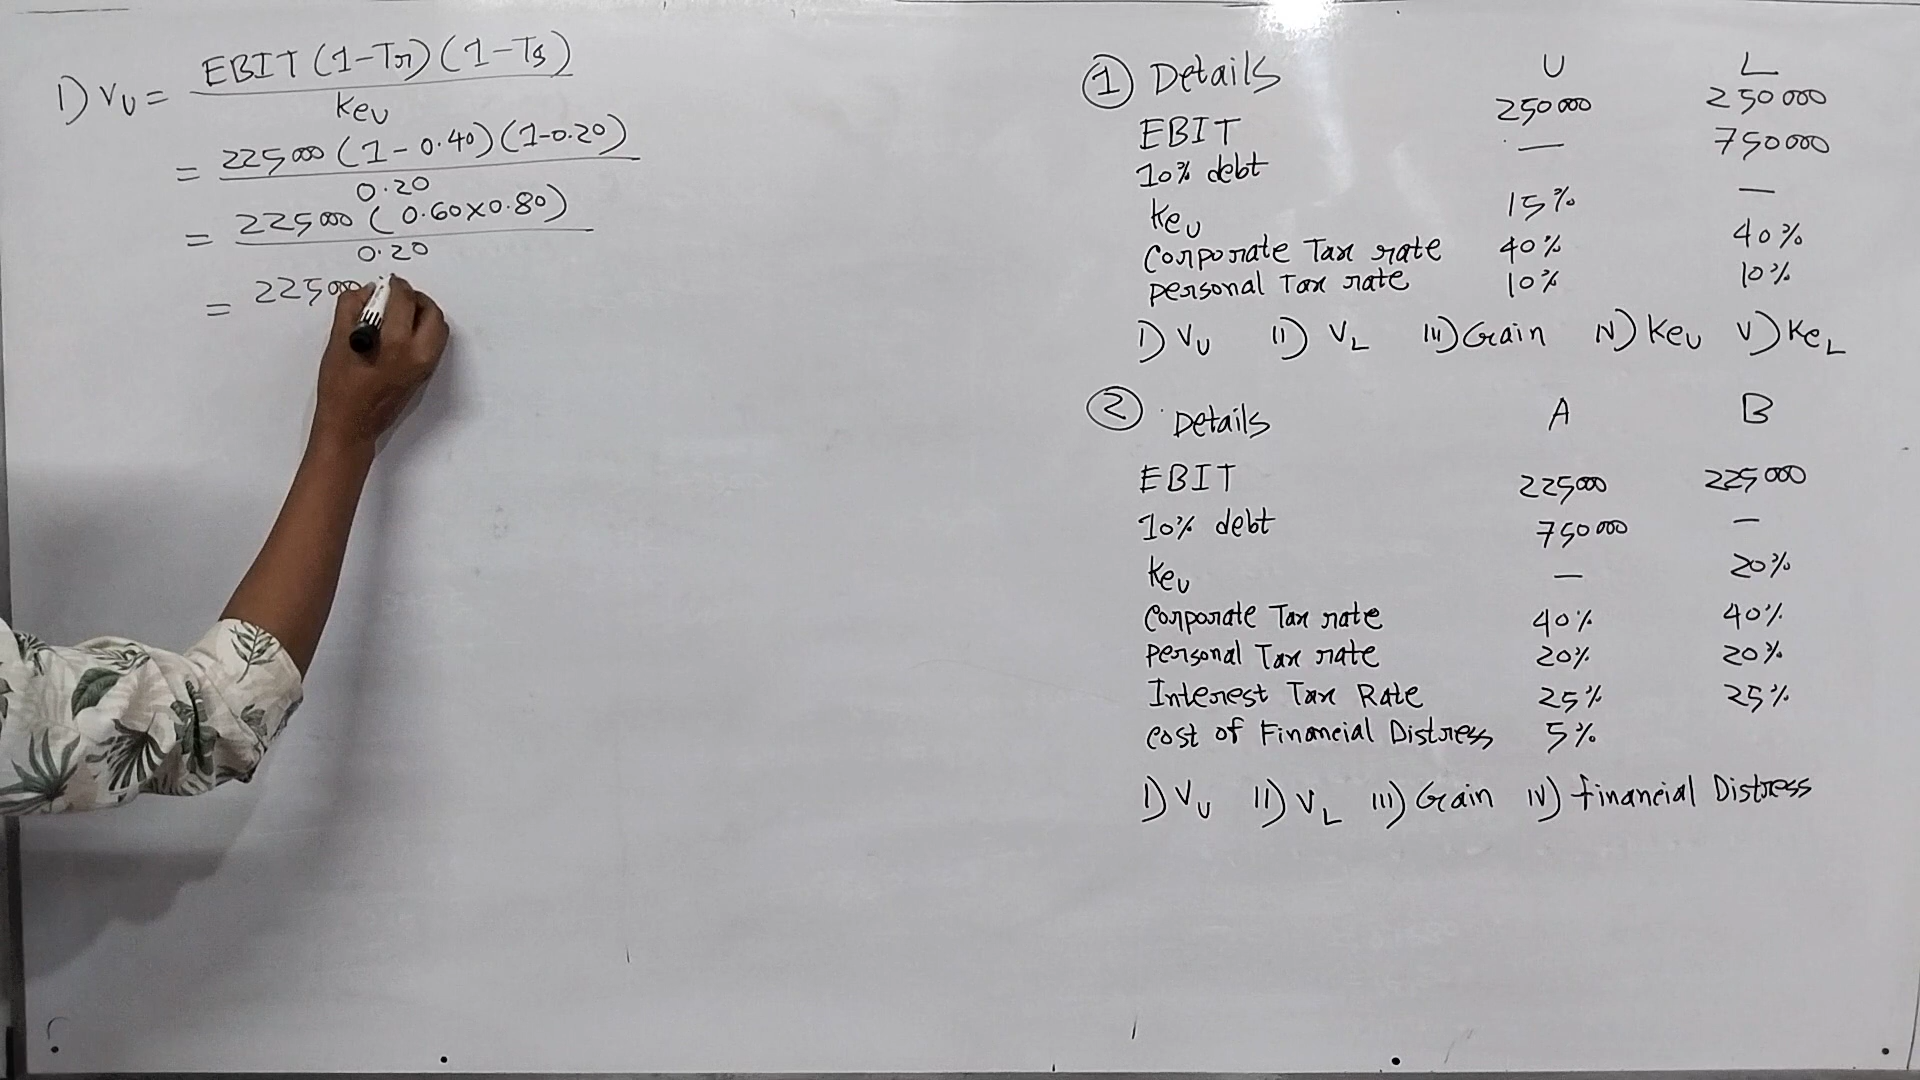 1) VU = EBIT (1-Tr) (1-Ts)
KeU
= 225000 (1-0.40) (1-0.20)
0.20
= 225000 (0.60x0.80)
0.20
= 225000
① Details U L
EBIT 250000 250000
10% debt — 750000
KeU 15% —
Corporate Tax rate 40% 40%
personal Tax rate 10% 10%
I) VU II) VL III) Gain IV) KeU V) KeL
② Details A B
EBIT 225000 225000
10% debt 750000 —
KeU — 20%
Corporate Tax rate 40% 40%
personal Tax rate 20% 20%
Interest Tax Rate 25% 25%
Cost of Financial Distress 5%
I) VU II) VL III) Gain IV) financial Distress